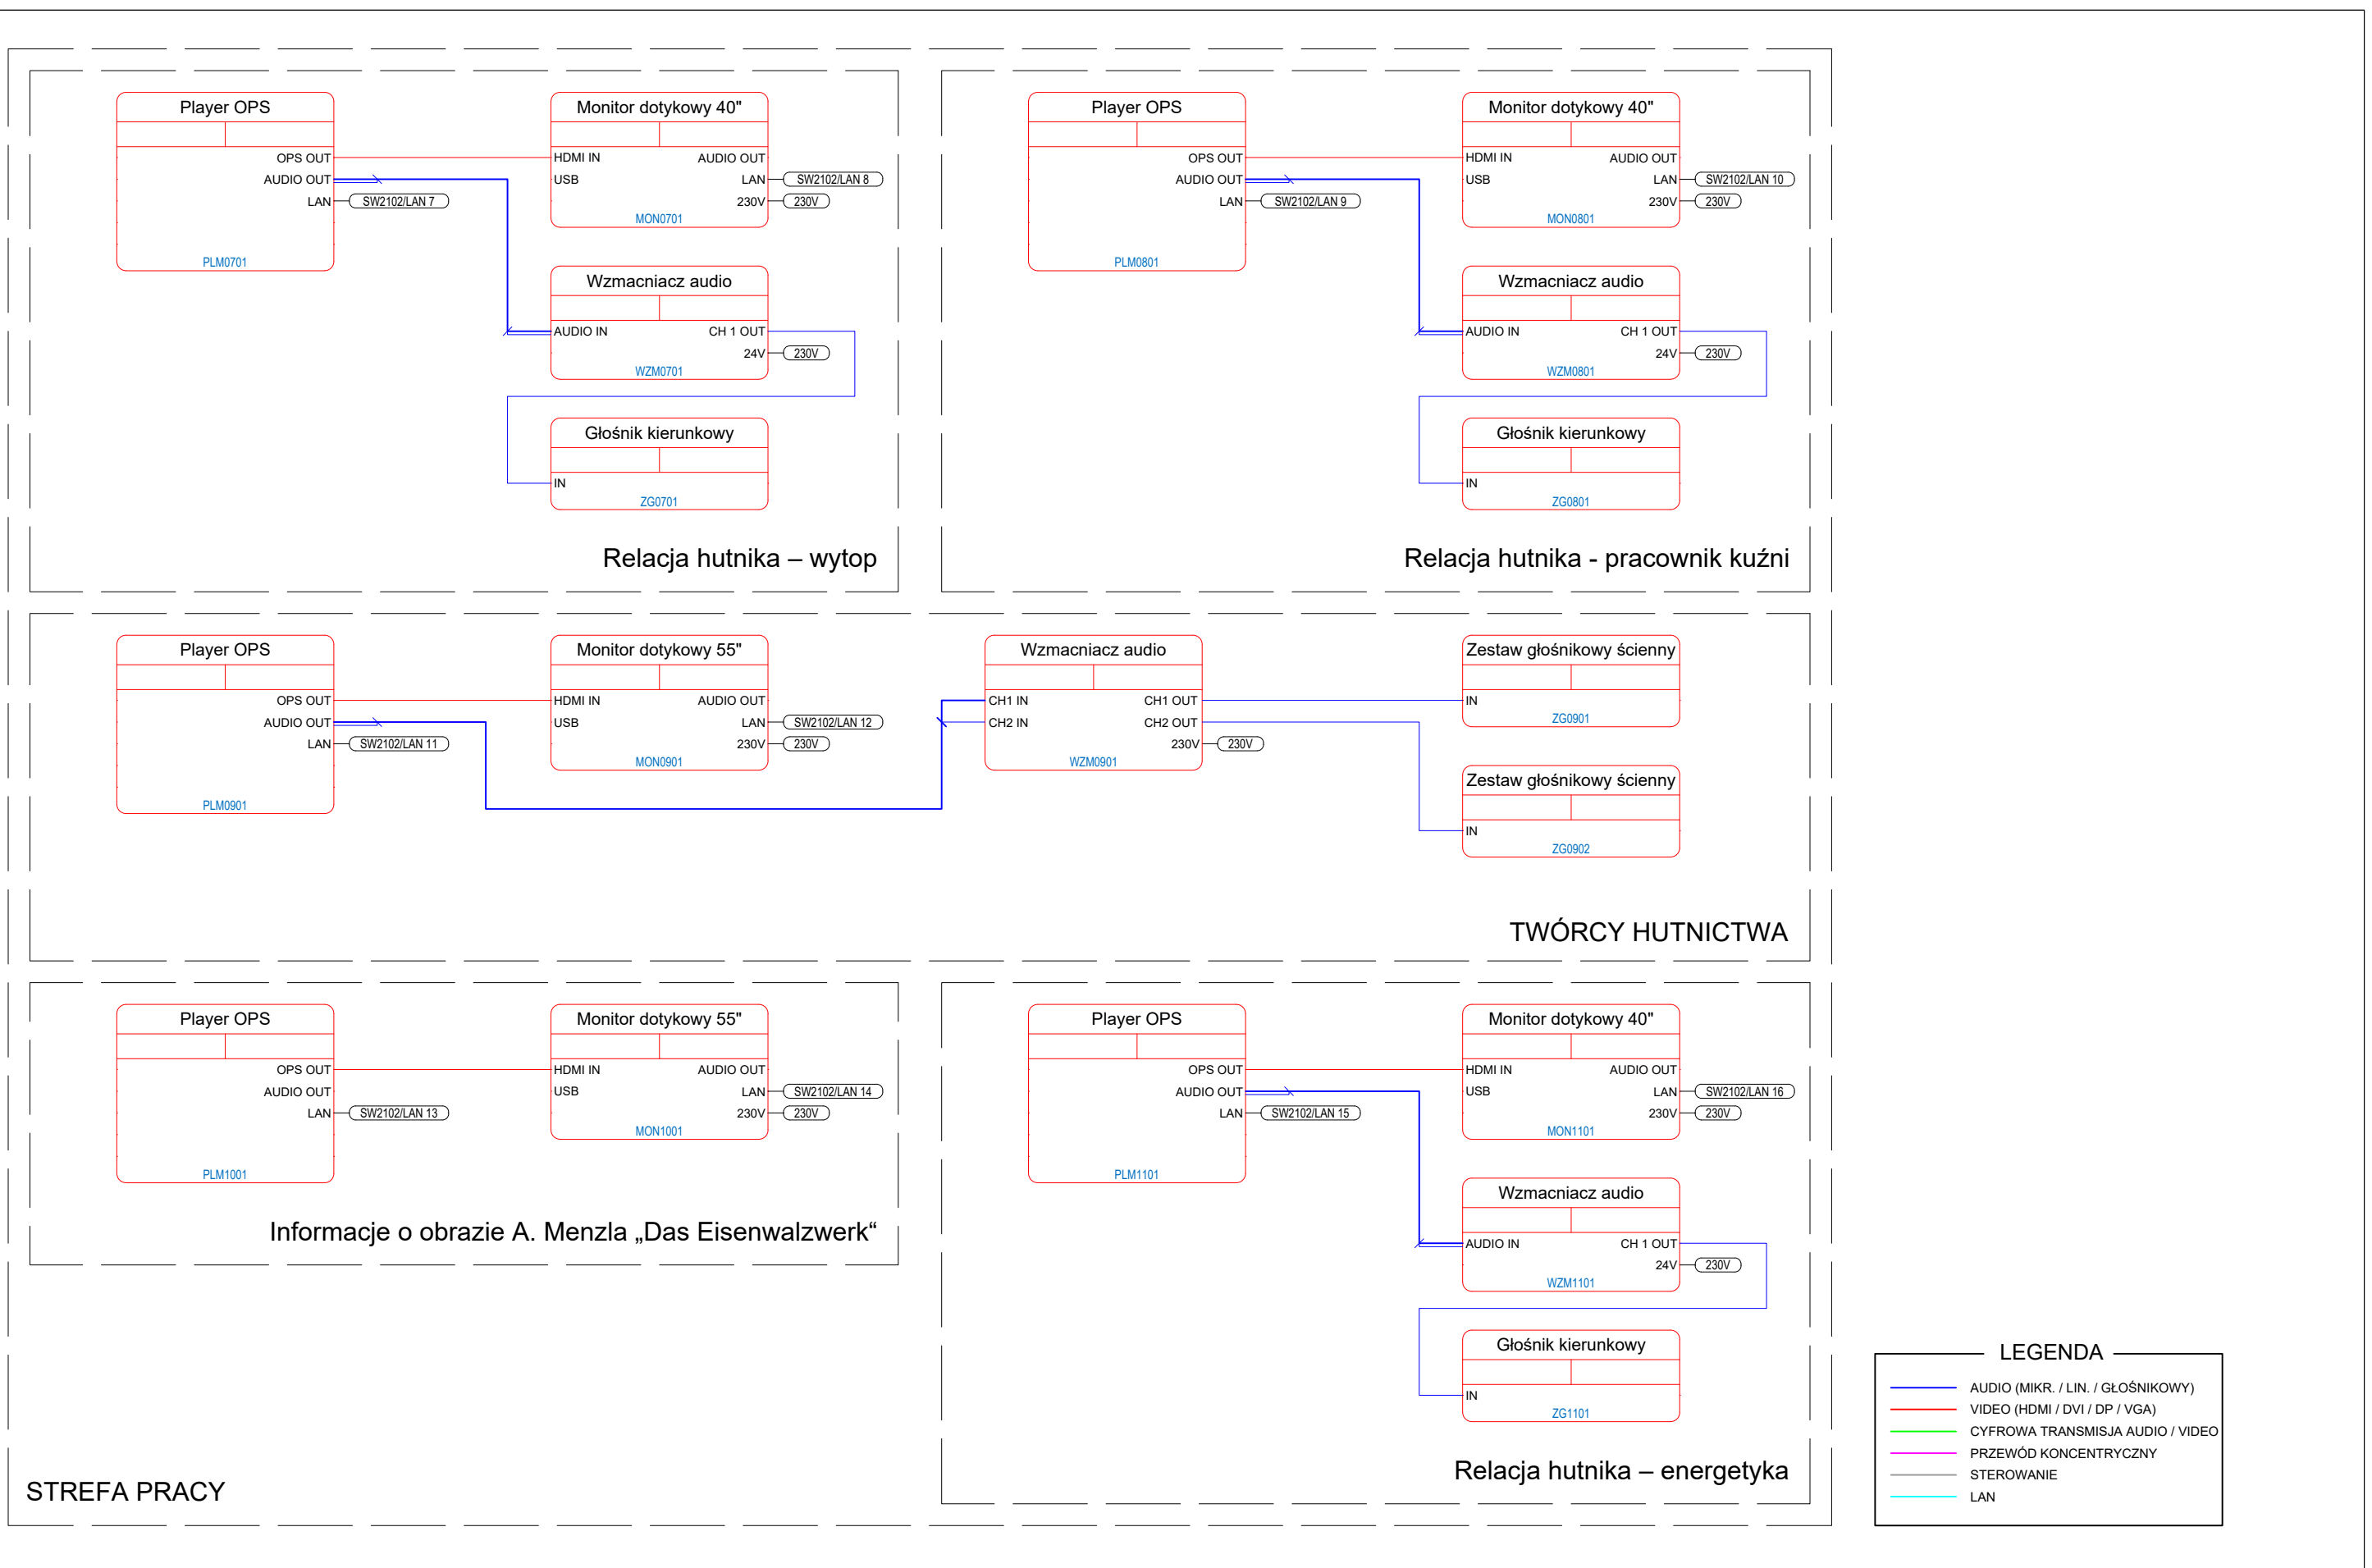 Player OPS
OPS OUT
AUDIO OUT
LAN
SW2102/LAN 7
PLM0701
Monitor dotykowy 40"
HDMI IN
AUDIO OUT
USB
LAN
SW2102/LAN 8
230V
230V
MON0701
Wzmacniacz audio
AUDIO IN
CH 1 OUT
24V
230V
WZM0701
Głośnik kierunkowy
IN
ZG0701
Relacja hutnika – wytop
Player OPS
OPS OUT
AUDIO OUT
LAN
SW2102/LAN 9
PLM0801
Monitor dotykowy 40"
HDMI IN
AUDIO OUT
USB
LAN
SW2102/LAN 10
230V
230V
MON0801
Wzmacniacz audio
AUDIO IN
CH 1 OUT
24V
230V
WZM0801
Głośnik kierunkowy
IN
ZG0801
Relacja hutnika - pracownik kuźni
Player OPS
OPS OUT
AUDIO OUT
LAN
SW2102/LAN 11
PLM0901
Monitor dotykowy 55"
HDMI IN
AUDIO OUT
USB
LAN
SW2102/LAN 12
230V
230V
MON0901
Wzmacniacz audio
CH1 IN
CH1 OUT
CH2 IN
CH2 OUT
230V
230V
WZM0901
Zestaw głośnikowy ścienny
IN
ZG0901
Zestaw głośnikowy ścienny
IN
ZG0902
TWÓRCY HUTNICTWA
Player OPS
OPS OUT
AUDIO OUT
LAN
SW2102/LAN 13
PLM1001
Monitor dotykowy 55"
HDMI IN
AUDIO OUT
USB
LAN
SW2102/LAN 14
230V
230V
MON1001
Informacje o obrazie A. Menzla „Das Eisenwalzwerk“
Player OPS
OPS OUT
AUDIO OUT
LAN
SW2102/LAN 15
PLM1101
Monitor dotykowy 40"
HDMI IN
AUDIO OUT
USB
LAN
SW2102/LAN 16
230V
230V
MON1101
Wzmacniacz audio
AUDIO IN
CH 1 OUT
24V
230V
WZM1101
Głośnik kierunkowy
IN
ZG1101
Relacja hutnika – energetyka
STREFA PRACY
LEGENDA
AUDIO (MIKR. / LIN. / GŁOŚNIKOWY)
VIDEO (HDMI / DVI / DP / VGA)
CYFROWA TRANSMISJA AUDIO / VIDEO
PRZEWÓD KONCENTRYCZNY
STEROWANIE
LAN